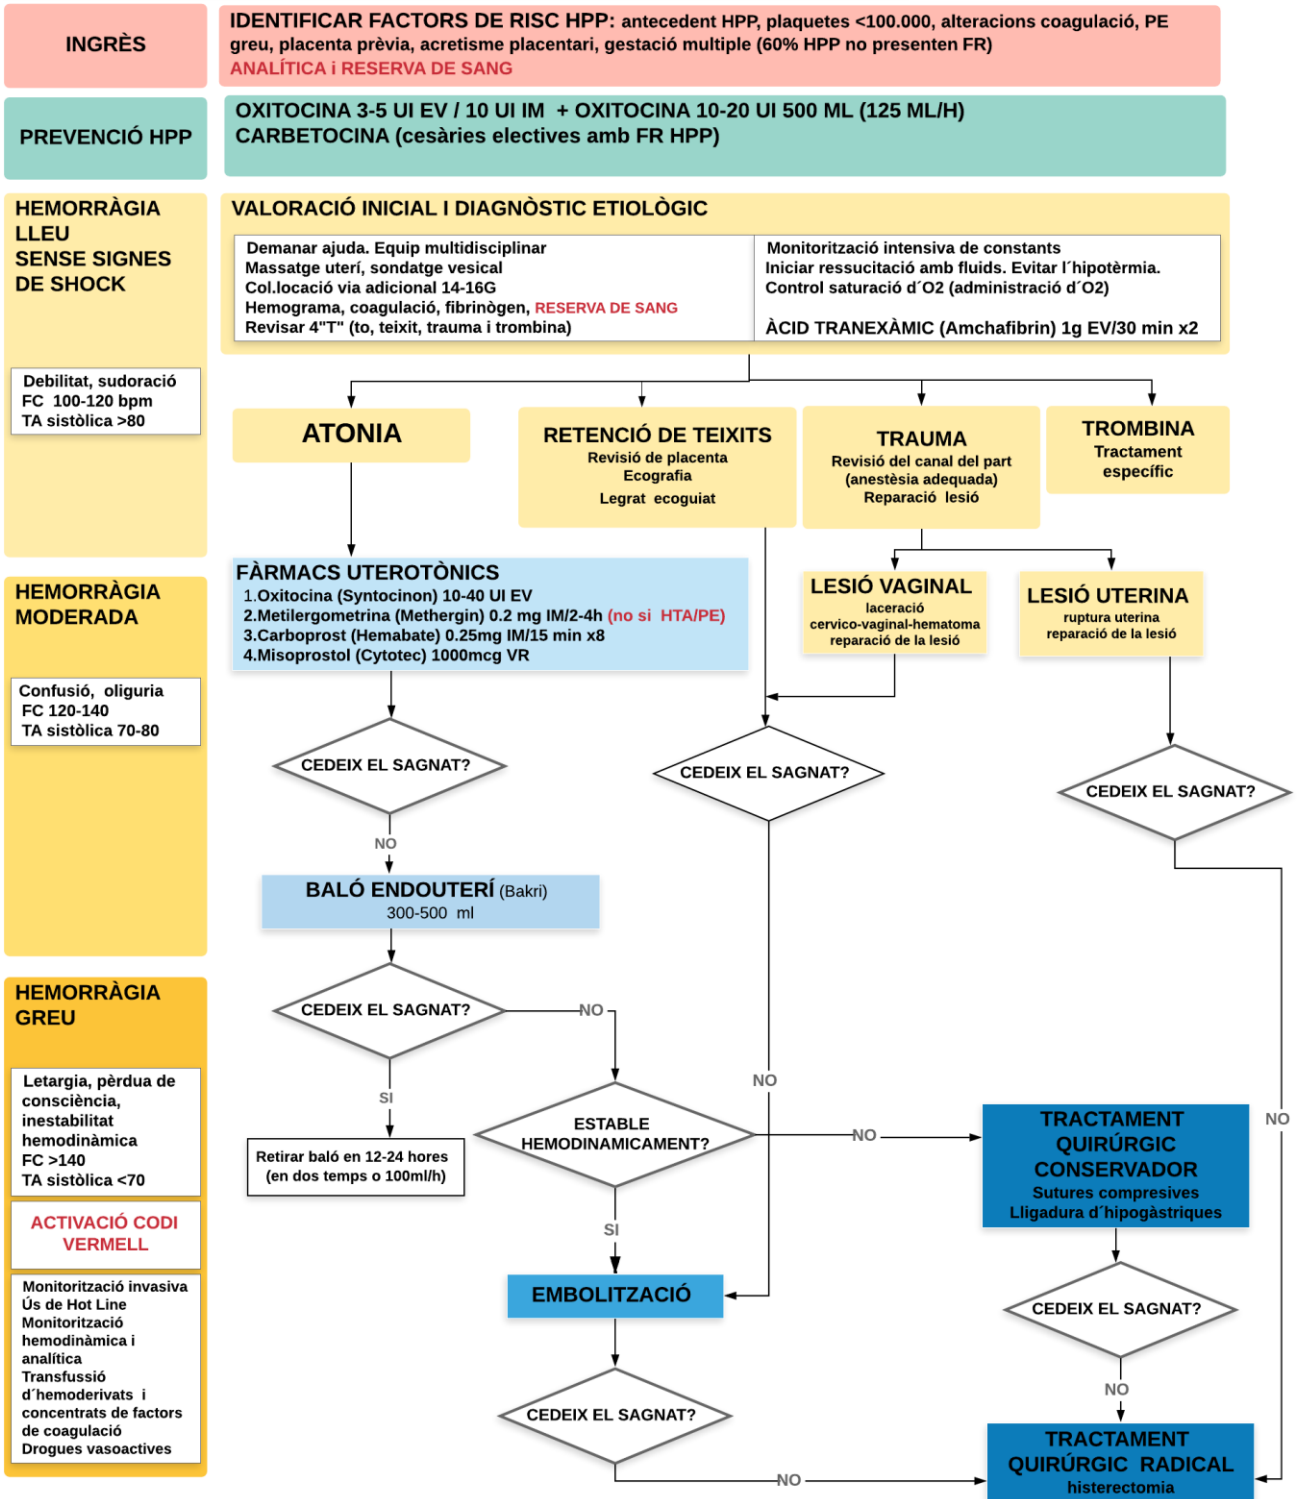 INGRÈS
IDENTIFICAR FACTORS DE RISC HPP: antecedent HPP, plaquetes <100.000, alteracions coagulació, PE
greu, placenta prèvia, acretisme placentari, gestació multiple (60% HPP no presenten FR)
ANALÍTICA i RESERVA DE SANG
PREVENCIÓ HPP
OXITOCINA 3-5 UI EV / 10 UI IM + OXITOCINA 10-20 UI 500 ML (125 ML/H)
CARBETOCINA (cesàries electives amb FR HPP)
HEMORRÀGIA
LLEU
SENSE SIGNES
DE SHOCK
Debilitat, sudoració
FC 100-120 bpm
TA sistòlica >80
VALORACIÓ INICIAL I DIAGNÒSTIC ETIOLÒGIC
Demanar ajuda. Equip multidisciplinar
Massatge uterí, sondatge vesical
Col.locació via adicional 14-16G
Hemograma, coagulació, fibrinògen, RESERVA DE SANG
Revisar 4"T" (to, teixit, trauma i trombina)
Monitorització intensiva de constants
Iniciar ressucitació amb fluids. Evitar l´hipotèrmia.
Control saturació d´O2 (administració d´O2)
ÀCID TRANEXÀMIC (Amchafibrin) 1g EV/30 min x2
ATONIA
RETENCIÓ DE TEIXITS
Revisió de placenta
Ecografia
Legrat ecoguiat
TRAUMA
Revisió del canal del part
(anestèsia adequada)
Reparació lesió
TROMBINA
Tractament
específic
HEMORRÀGIA
MODERADA
Confusió, oliguria
FC 120-140
TA sistòlica 70-80
FÀRMACS UTEROTÒNICS
1.Oxitocina (Syntocinon) 10-40 UI EV
2.Metilergometrina (Methergin) 0.2 mg IM/2-4h (no si HTA/PE)
3.Carboprost (Hemabate) 0.25mg IM/15 min x8
4.Misoprostol (Cytotec) 1000mcg VR
LESIÓ VAGINAL
laceració
cervico-vaginal-hematoma
reparació de la lesió
LESIÓ UTERINA
ruptura uterina
reparació de la lesió
CEDEIX EL SAGNAT?
CEDEIX EL SAGNAT?
CEDEIX EL SAGNAT?
NO
BALÓ ENDOUTERÍ (Bakri)
300-500 ml
HEMORRÀGIA
GREU
Letargia, pèrdua de
consciència,
inestabilitat
hemodinàmica
FC >140
TA sistòlica <70
ACTIVACIÓ CODI
VERMELL
Monitorització invasiva
Ús de Hot Line
Monitorització
hemodinàmica i
analítica
Transfussió
d´hemoderivats i
concentrats de factors
de coagulació
Drogues vasoactives
CEDEIX EL SAGNAT?
NO
SI
NO
Retirar baló en 12-24 hores
(en dos temps o 100ml/h)
ESTABLE
HEMODINAMICAMENT?
NO
NO
TRACTAMENT
QUIRÚRGIC
CONSERVADOR
Sutures compresives
Lligadura d´hipogàstriques
SI
EMBOLITZACIÓ
CEDEIX EL SAGNAT?
NO
CEDEIX EL SAGNAT?
NO
TRACTAMENT
QUIRÚRGIC RADICAL
histerectomia